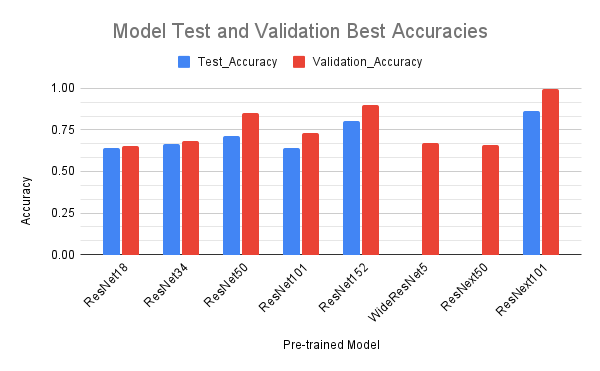 Model Test and Validation Best Accuracies
Test_Accuracy Validation_Accuracy
1.00
0.75
0.50
0.25
0.00
Accuracy
ResNet18
ResNet34
ResNet50
ResNet101
ResNet152
WideResNet5
ResNext50
ResNext101
Pre-trained Model